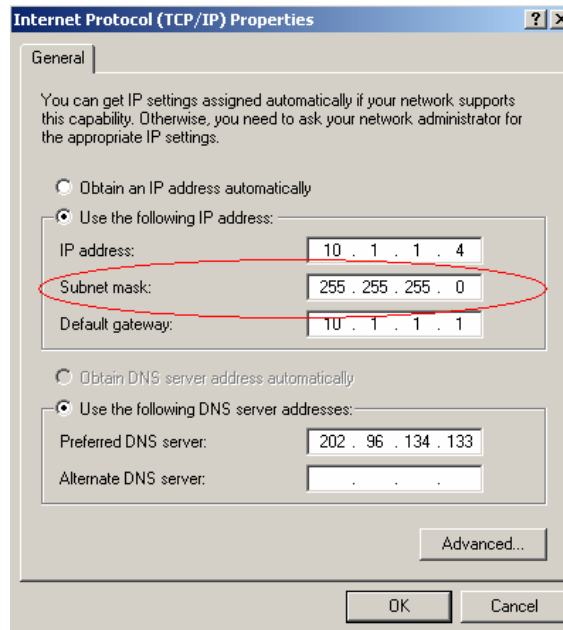 Internet Protocol (TCP/IP) Properties
General
You can get IP settings assigned automatically if your network supports
this capability. Otherwise, you need to ask your network administrator for
the appropriate IP settings.
Obtain an IP address automatically
Use the following IP address:
IP address: 10 . 1 . 1 . 4
Subnet mask: 255 . 255 . 255 . 0
Default gateway: 10 . 1 . 1 . 1
Obtain DNS server address automatically
Use the following DNS server addresses:
Preferred DNS server: 202 . 96 . 134 . 133
Alternate DNS server: . . .
Advanced...
OK Cancel